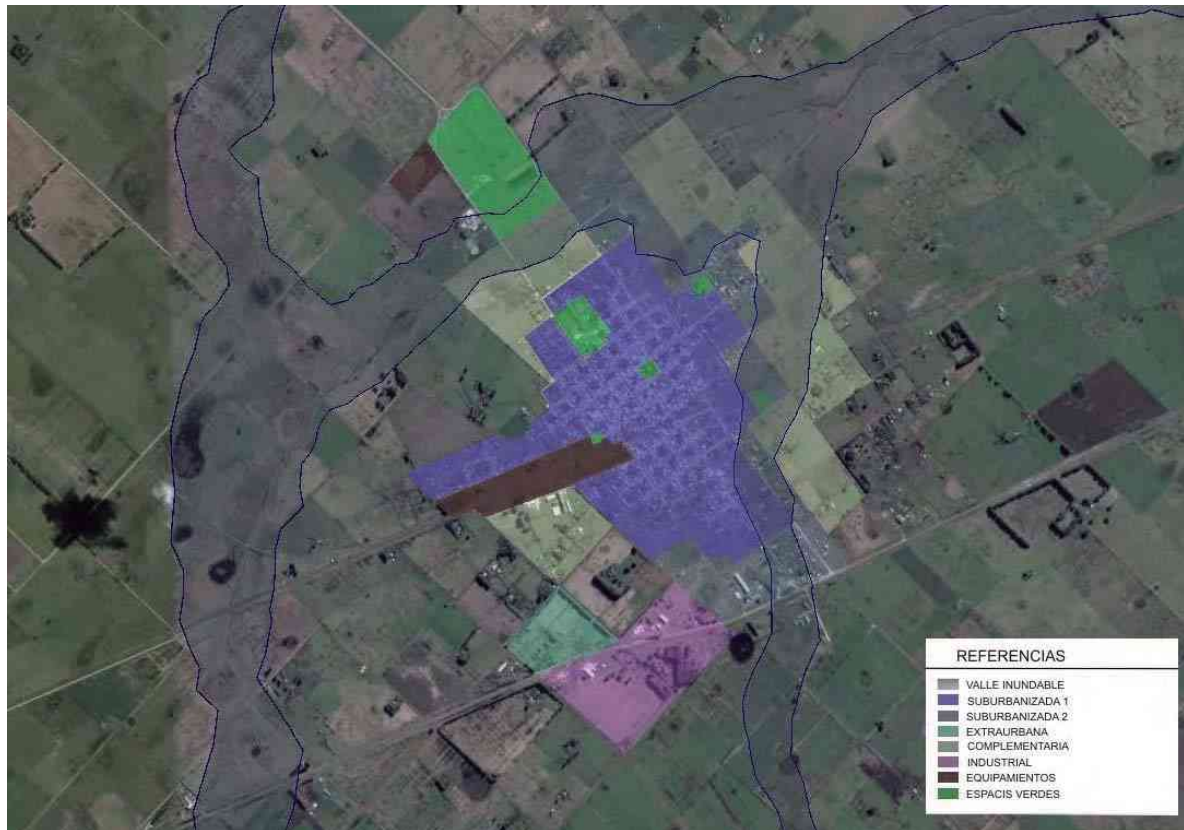 REFERENCIAS
VALLE INUNDABLE
SUBURBANIZADA 1
SUBURBANIZADA 2
EXTRAURBANA
COMPLEMENTARIA
INDUSTRIAL
EQUIPAMIENTOS
ESPACIS VERDES